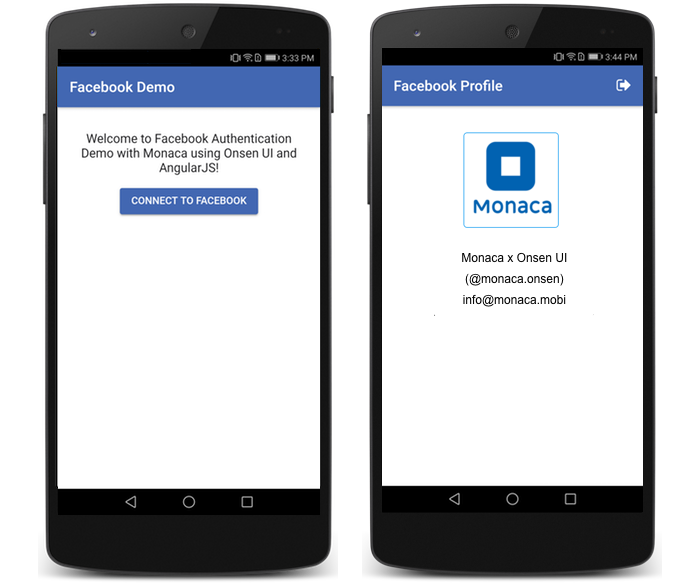 3:33 PM
Facebook Demo
Welcome to Facebook Authentication
Demo with Monaca using Onsen UI and
AngularJS!
CONNECT TO FACEBOOK
3:44 PM
Facebook Profile
Monaca
Monaca x Onsen UI
(@monaca.onsen)
info@monaca.mobi